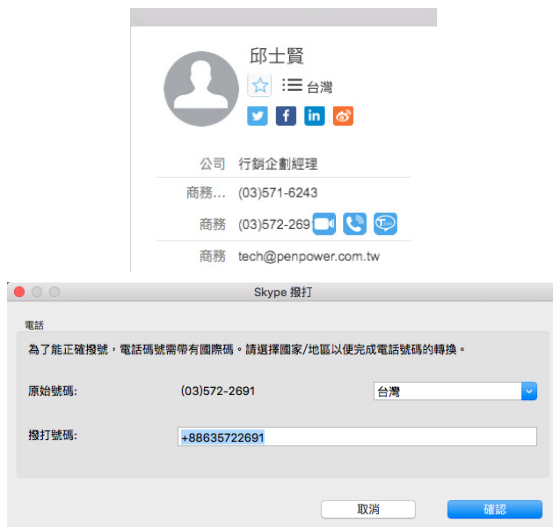 邱士賢
台灣
公司 行銷企劃經理
商務... (03)571-6243
商務 (03)572-269
商務 tech@penpower.com.tw
Skype 撥打
電話
為了能正確撥號，電話碼號需帶有國際碼。請選擇國家/地區以便完成電話號碼的轉換。
原始號碼: (03)572-2691 台灣
撥打號碼: +88635722691
取消 確認